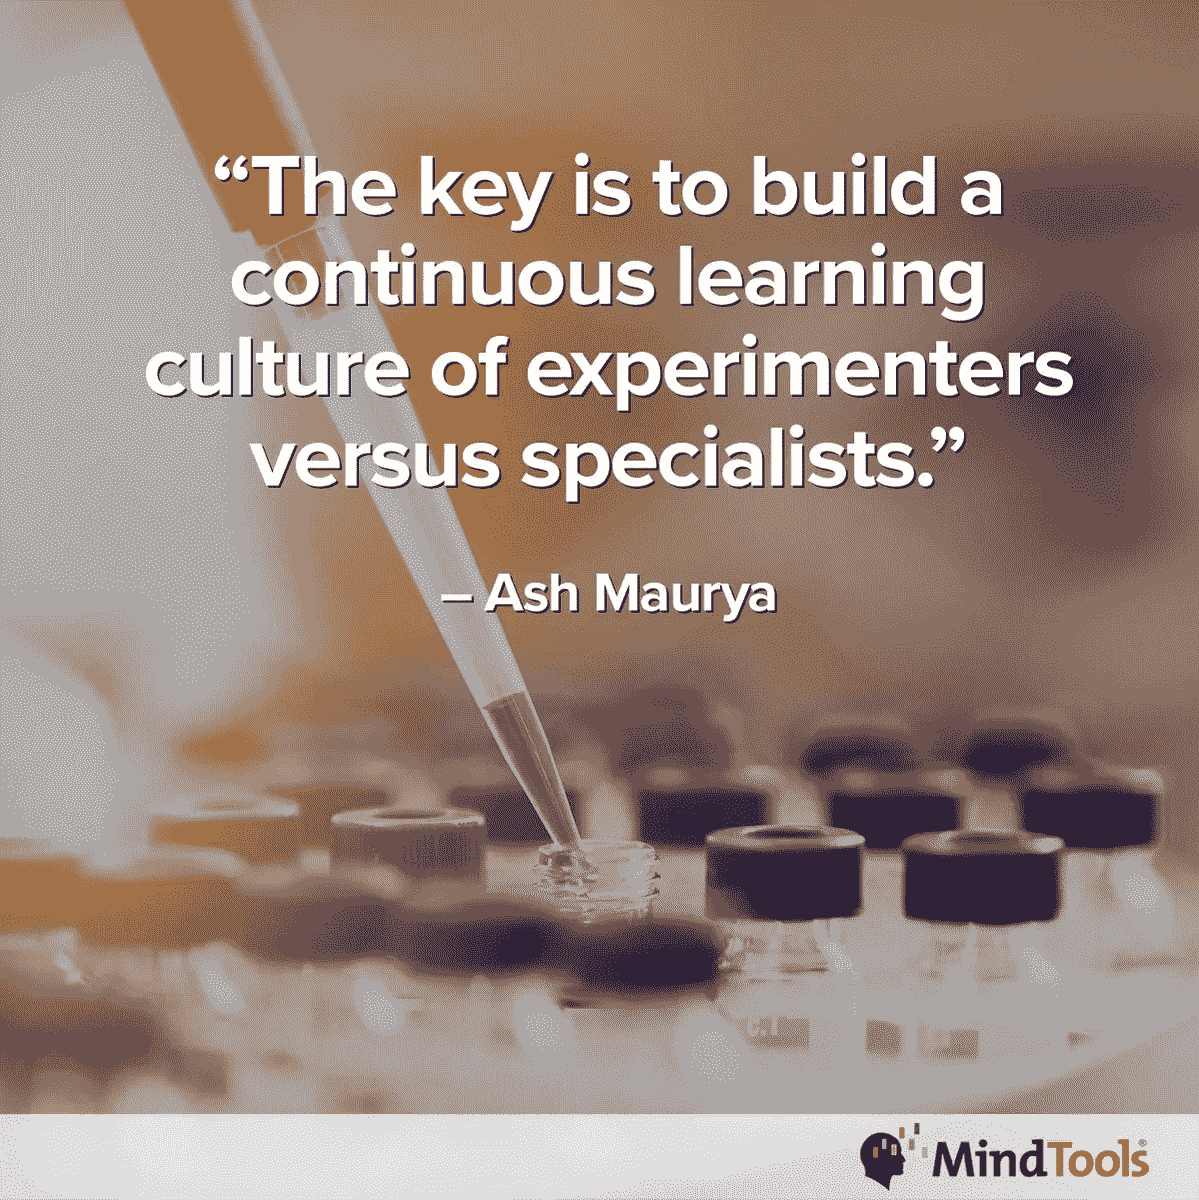 “The key is to build a
continuous learning
culture of experimenters
versus specialists.”
– Ash Maurya
MindTools®